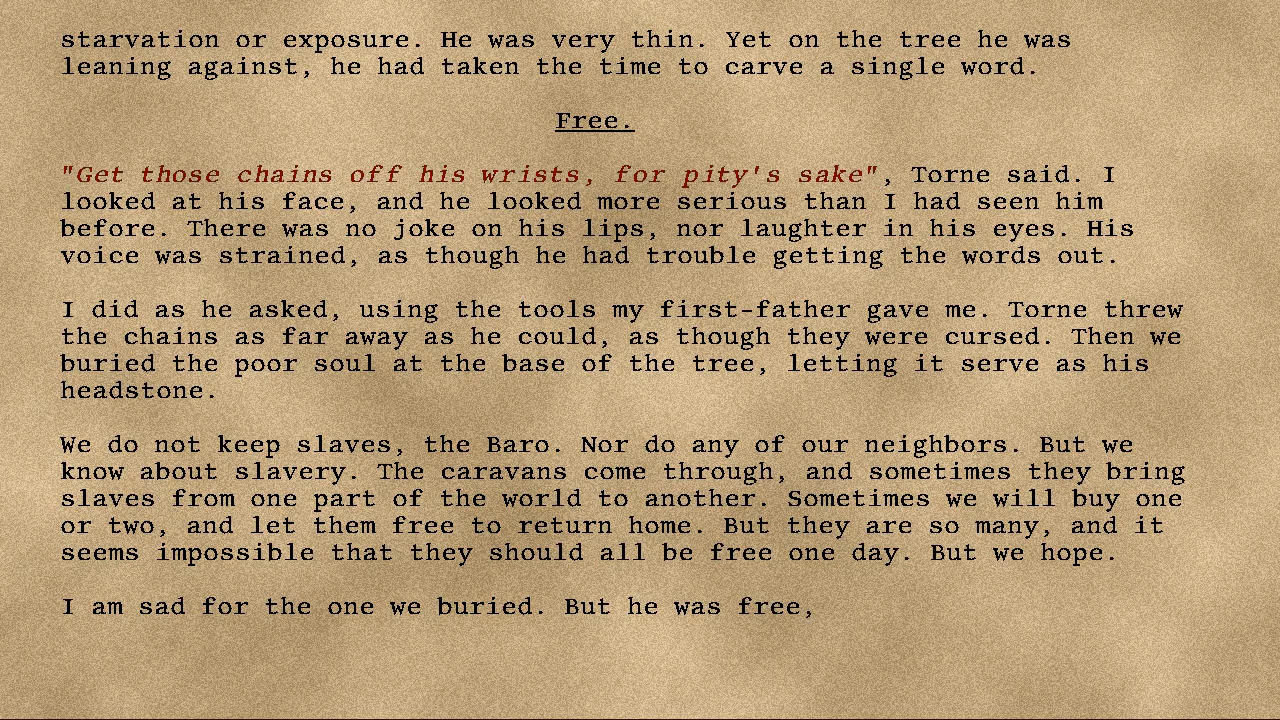 starvation or exposure. He was very thin. Yet on the tree he was
leaning against, he had taken the time to carve a single word.
Free.
"Get those chains off his wrists, for pity's sake", Torne said. I
looked at his face, and he looked more serious than I had seen him
before. There was no joke on his lips, nor laughter in his eyes. His
voice was strained, as though he had trouble getting the words out.
I did as he asked, using the tools my first-father gave me. Torne threw
the chains as far away as he could, as though they were cursed. Then we
buried the poor soul at the base of the tree, letting it serve as his
headstone.
We do not keep slaves, the Baro. Nor do any of our neighbors. But we
know about slavery. The caravans come through, and sometimes they bring
slaves from one part of the world to another. Sometimes we will buy one
or two, and let them free to return home. But they are so many, and it
seems impossible that they should all be free one day. But we hope.
I am sad for the one we buried. But he was free,